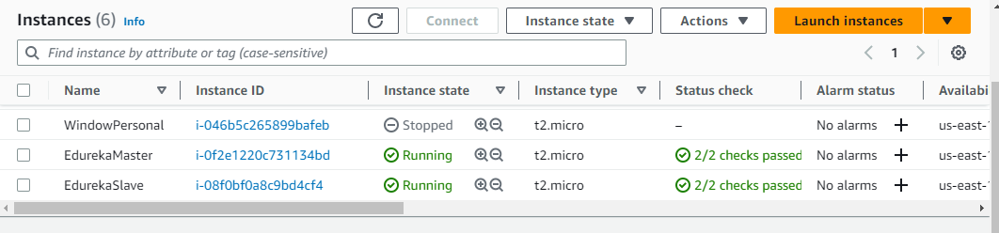 Instances (6) Info Connect Instance state Actions Launch instances
Find instance by attribute or tag (case-sensitive) 1
Name Instance ID Instance state Instance type Status check Alarm status Availabi
WindowPersonal i-046b5c265899bafeb Stopped t2.micro – No alarms + us-east-1
EdurekaMaster i-0f2e1220c731134bd Running t2.micro 2/2 checks passed No alarms + us-east-1
EdurekaSlave i-08f0bf0a8c9bd4cf4 Running t2.micro 2/2 checks passed No alarms + us-east-1